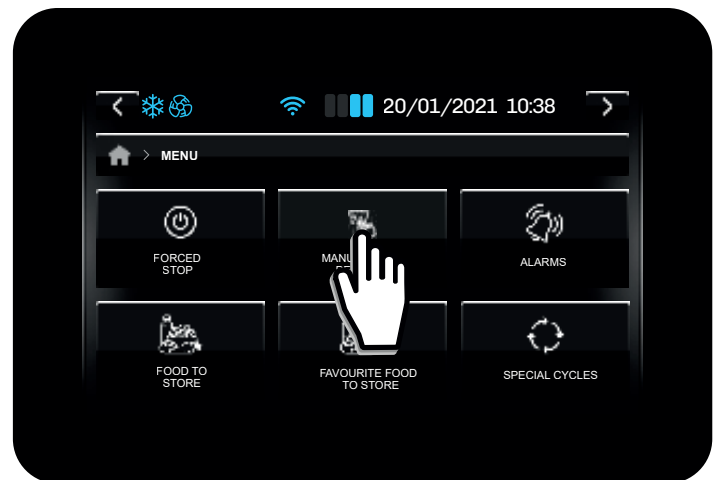 20/01/2021 10:38
> MENU
FORCED
STOP
ALARMS
FOOD TO
STORE
FAVOURITE FOOD
TO STORE
SPECIAL CYCLES